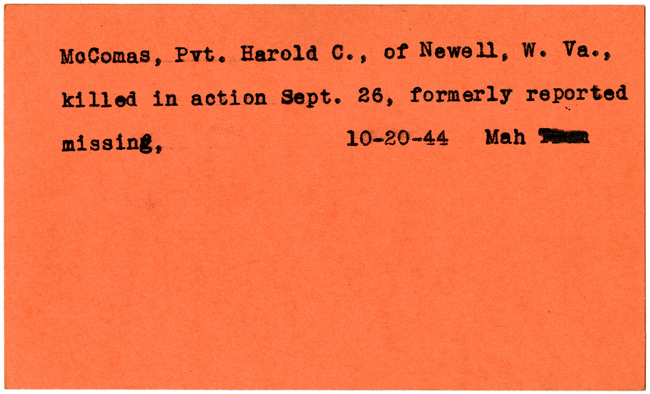 McComas, Pvt. Harold C., of Newell, W. Va.,
killed in action Sept. 26, formerly reported
missing, 10-20-44 Mah